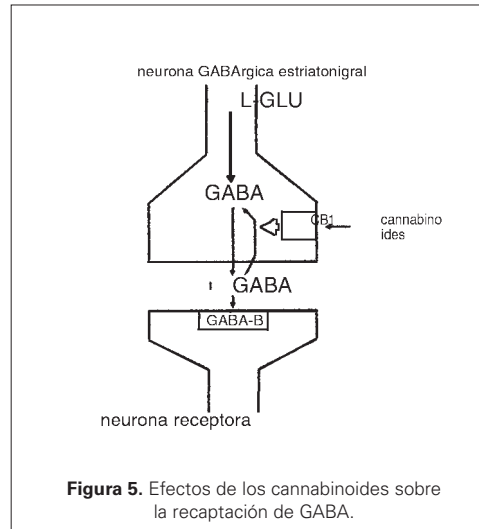 neurona GABArgica estriatonigral
L-GLU
GABA
CB1
cannabino
ides
GABA
GABA-B
neurona receptora
Figura 5. Efectos de los cannabinoides sobre
la recaptación de GABA.